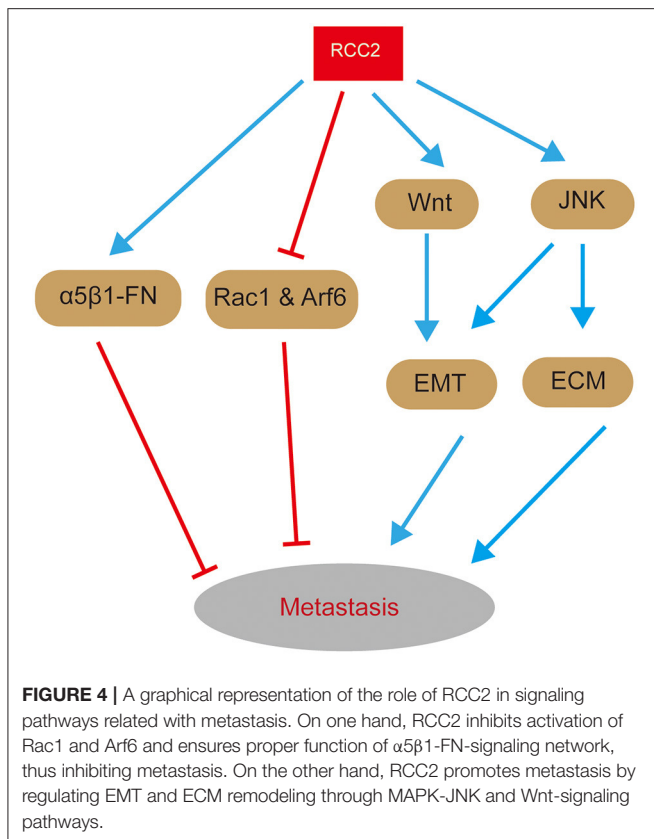 RCC2
Wnt
JNK
α5β1-FN
Rac1 & Arf6
EMT
ECM
Metastasis
FIGURE 4 | A graphical representation of the role of RCC2 in signaling
pathways related with metastasis. On one hand, RCC2 inhibits activation of
Rac1 and Arf6 and ensures proper function of α5β1-FN-signaling network,
thus inhibiting metastasis. On the other hand, RCC2 promotes metastasis by
regulating EMT and ECM remodeling through MAPK-JNK and Wnt-signaling
pathways.